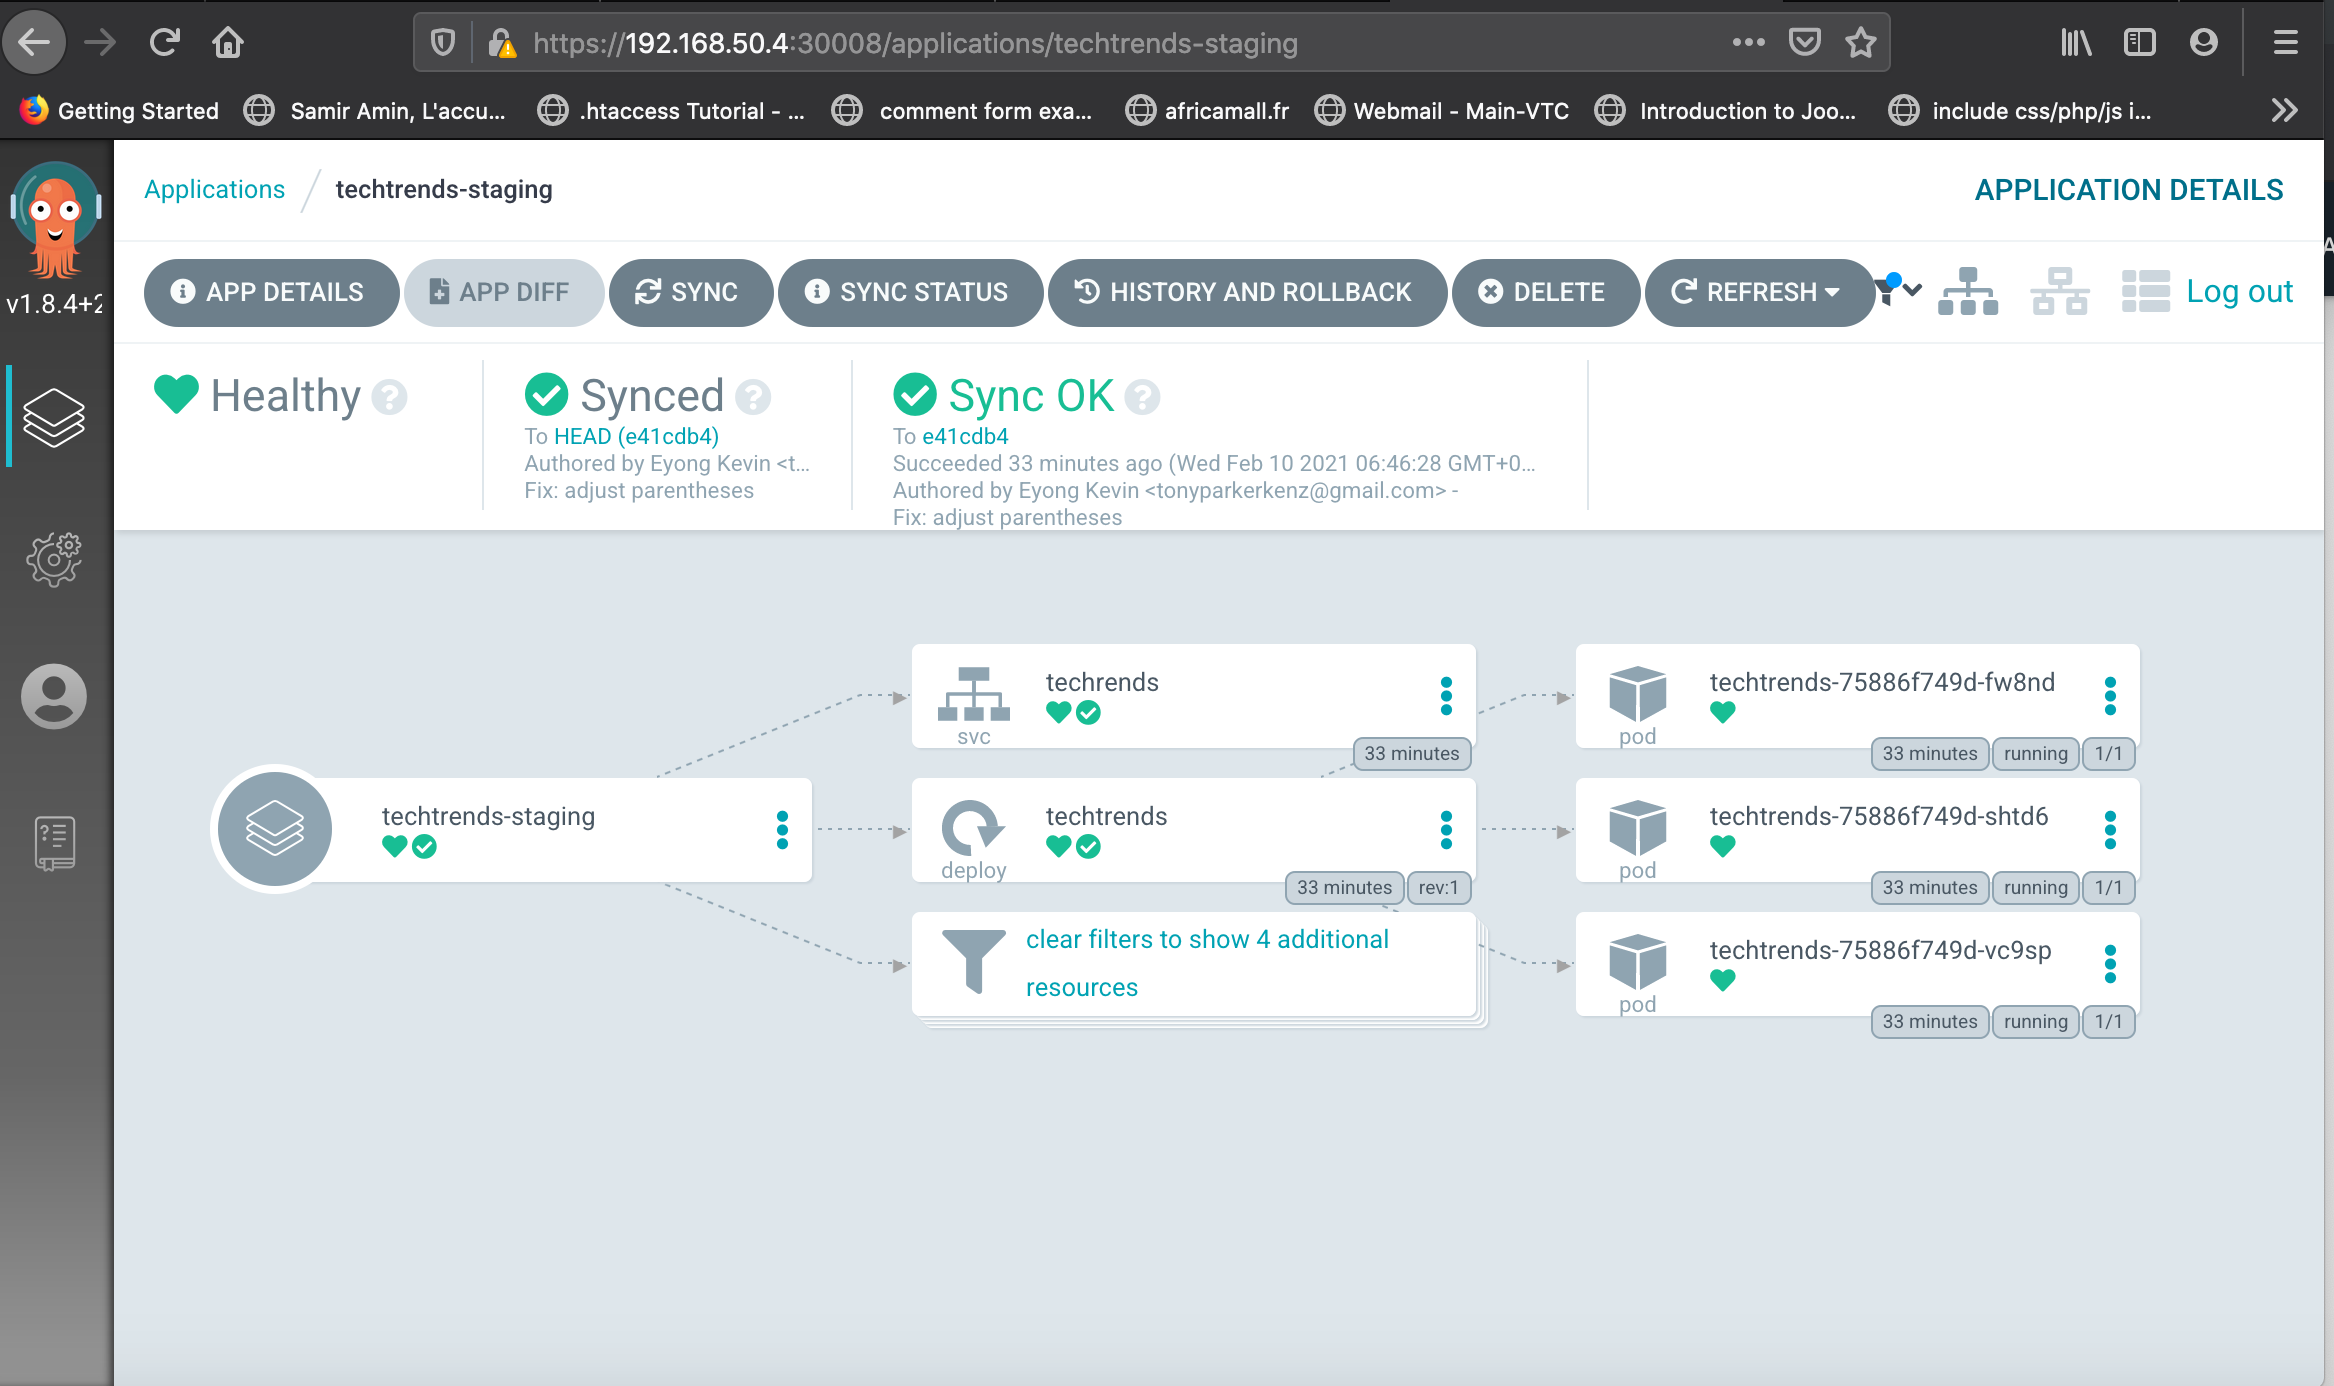 https://192.168.50.4:30008/applications/techtrends-staging
Getting Started
Samir Amin, L'accu...
.htaccess Tutorial - ...
comment form exa...
africamall.fr
Webmail - Main-VTC
Introduction to Joo...
include css/php/js i...
v1.8.4+2
Applications / techtrends-staging
APPLICATION DETAILS
APP DETAILS
APP DIFF
SYNC
SYNC STATUS
HISTORY AND ROLLBACK
DELETE
REFRESH
Log out
Healthy
Synced
To HEAD (e41cdb4)
Authored by Eyong Kevin <t...
Fix: adjust parentheses
Sync OK
To e41cdb4
Succeeded 33 minutes ago (Wed Feb 10 2021 06:46:28 GMT+0...
Authored by Eyong Kevin <tonyparkerkenz@gmail.com> -
Fix: adjust parentheses
techtrends-staging
techrends
svc
33 minutes
techtrends
deploy
33 minutes
rev:1
clear filters to show 4 additional
resources
techtrends-75886f749d-fw8nd
pod
33 minutes
running
1/1
techtrends-75886f749d-shtd6
pod
33 minutes
running
1/1
techtrends-75886f749d-vc9sp
pod
33 minutes
running
1/1